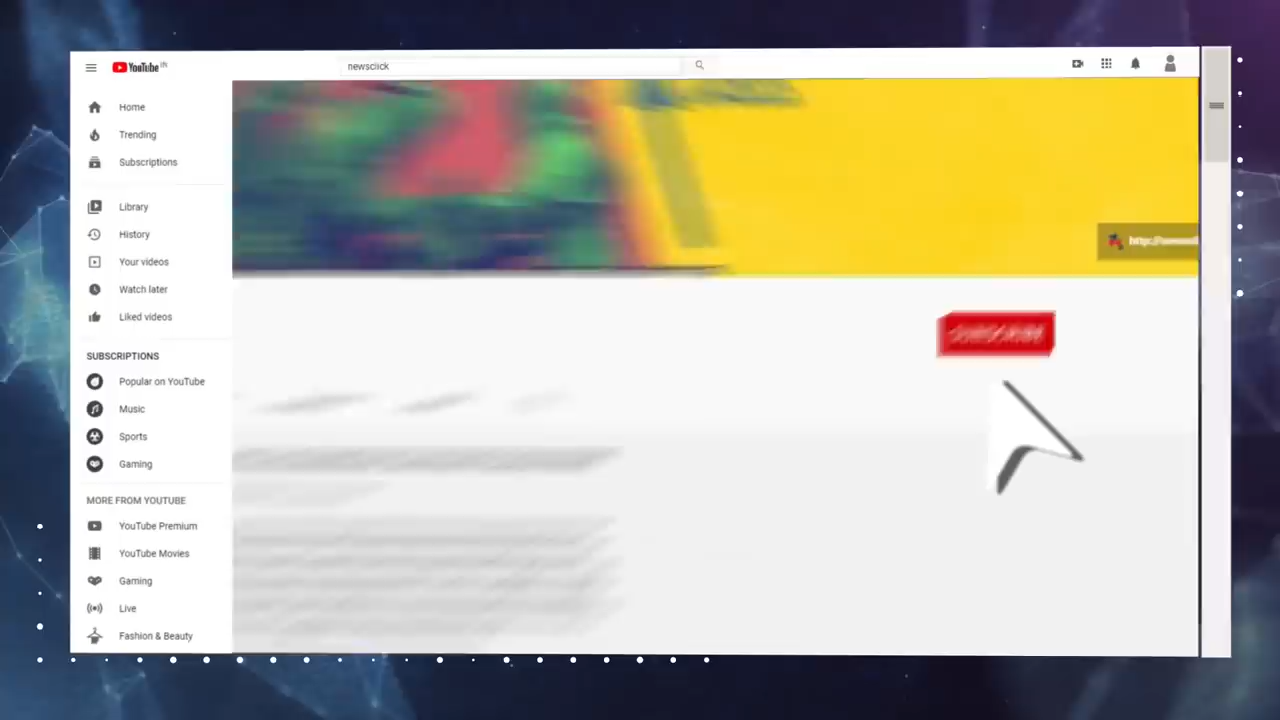 YouTube IN
newsclick
Home
Trending
Subscriptions
Library
History
Your videos
Watch later
Liked videos
SUBSCRIPTIONS
Popular on YouTube
Music
Sports
Gaming
MORE FROM YOUTUBE
YouTube Premium
YouTube Movies
Gaming
Live
Fashion & Beauty
SUBSCRIBE